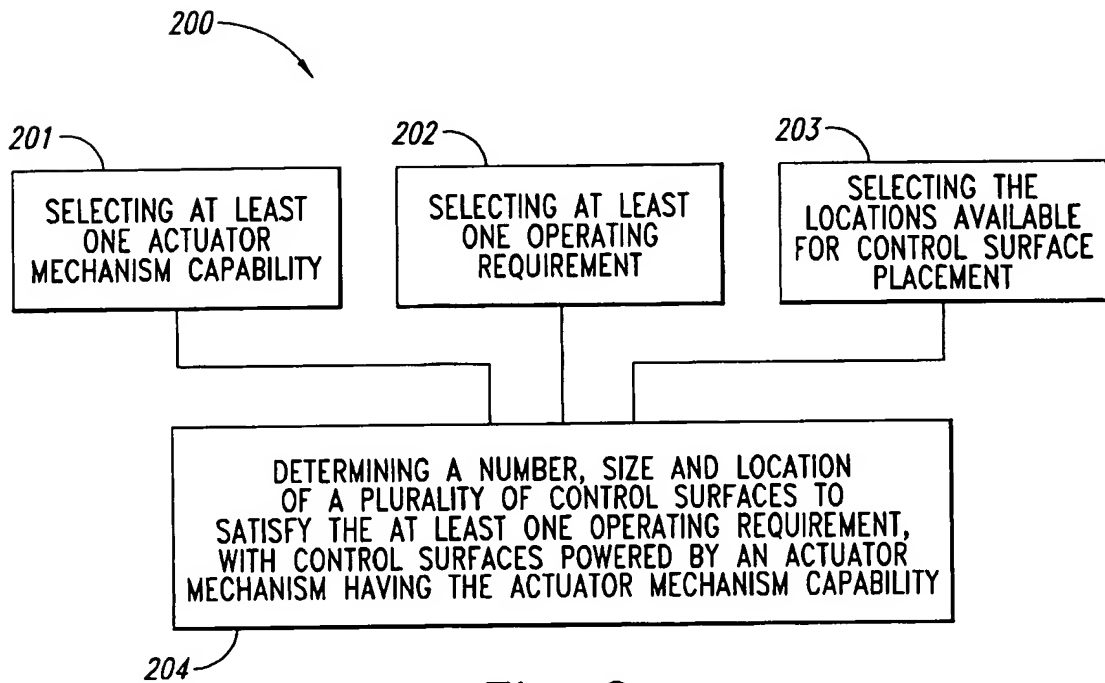 200
201
SELECTING AT LEAST
ONE ACTUATOR
MECHANISM CAPABILITY
202
SELECTING AT LEAST
ONE OPERATING
REQUIREMENT
203
SELECTING THE
LOCATIONS AVAILABLE
FOR CONTROL SURFACE
PLACEMENT
DETERMINING A NUMBER, SIZE AND LOCATION
OF A PLURALITY OF CONTROL SURFACES TO
SATISFY THE AT LEAST ONE OPERATING REQUIREMENT,
WITH CONTROL SURFACES POWERED BY AN ACTUATOR
MECHANISM HAVING THE ACTUATOR MECHANISM CAPABILITY
204